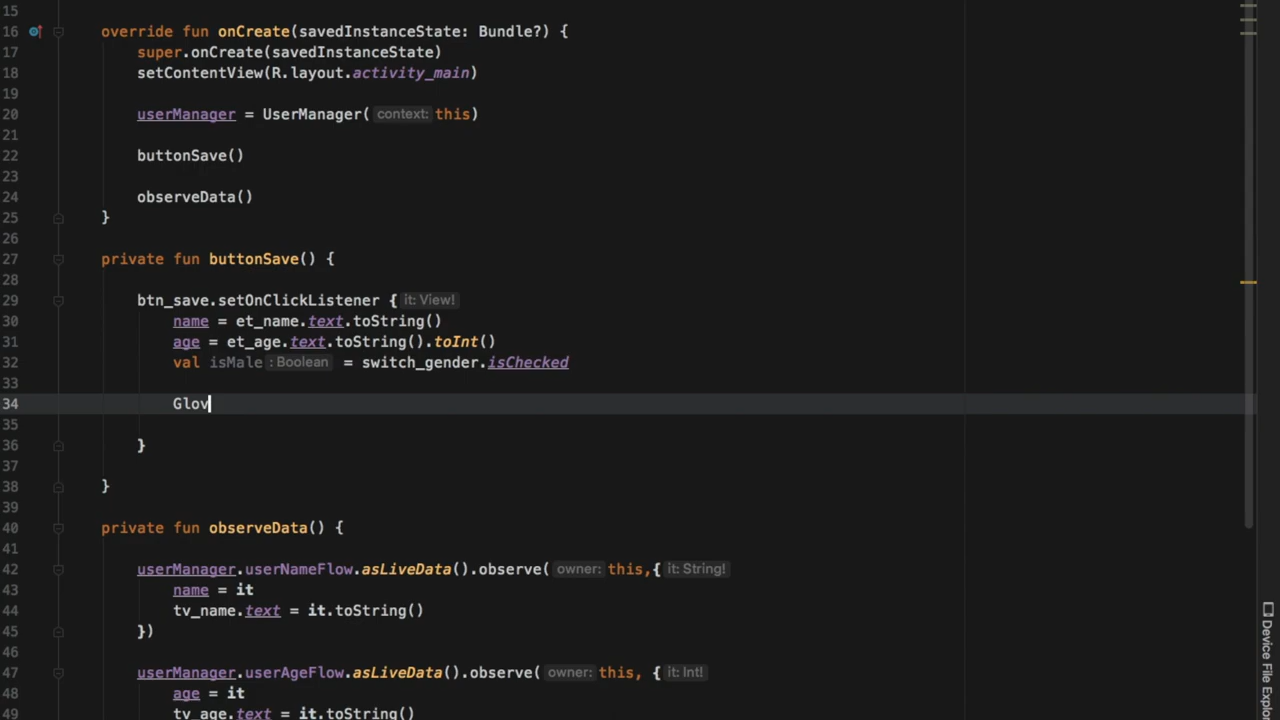 15
16 override fun onCreate(savedInstanceState: Bundle?) {
17 super.onCreate(savedInstanceState)
18 setContentView(R.layout.activity_main)
19
20 userManager = UserManager( context: this)
21
22 buttonSave()
23
24 observeData()
25 }
26
27 private fun buttonSave() {
28
29 btn_save.setOnClickListener { it: View!
30 name = et_name.text.toString()
31 age = et_age.text.toString().toInt()
32 val isMale : Boolean = switch_gender.isChecked
33
34 Glov
35
36 }
37
38 }
39
40 private fun observeData() {
41
42 userManager.userNameFlow.asLiveData().observe( owner: this,{ it: String!
43 name = it
44 tv_name.text = it.toString()
45 })
46
47 userManager.userAgeFlow.asLiveData().observe( owner: this, { it: Int!
48 age = it
49 tv_age.text = it.toString()
Device File Explo